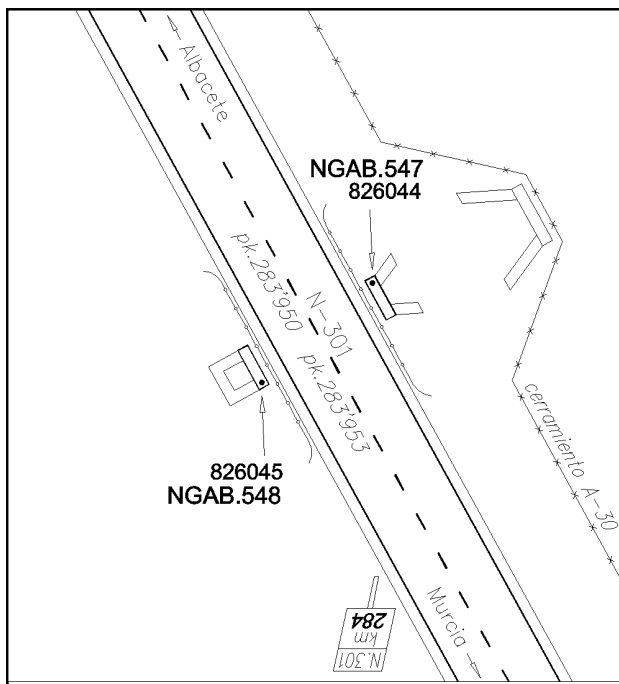 ← Albacete
NGAB.547
826044
pk.283'950
N-301
pk.283'953
cerramiento A-30
826045
NGAB.548
Murcia →
N.301
km
284